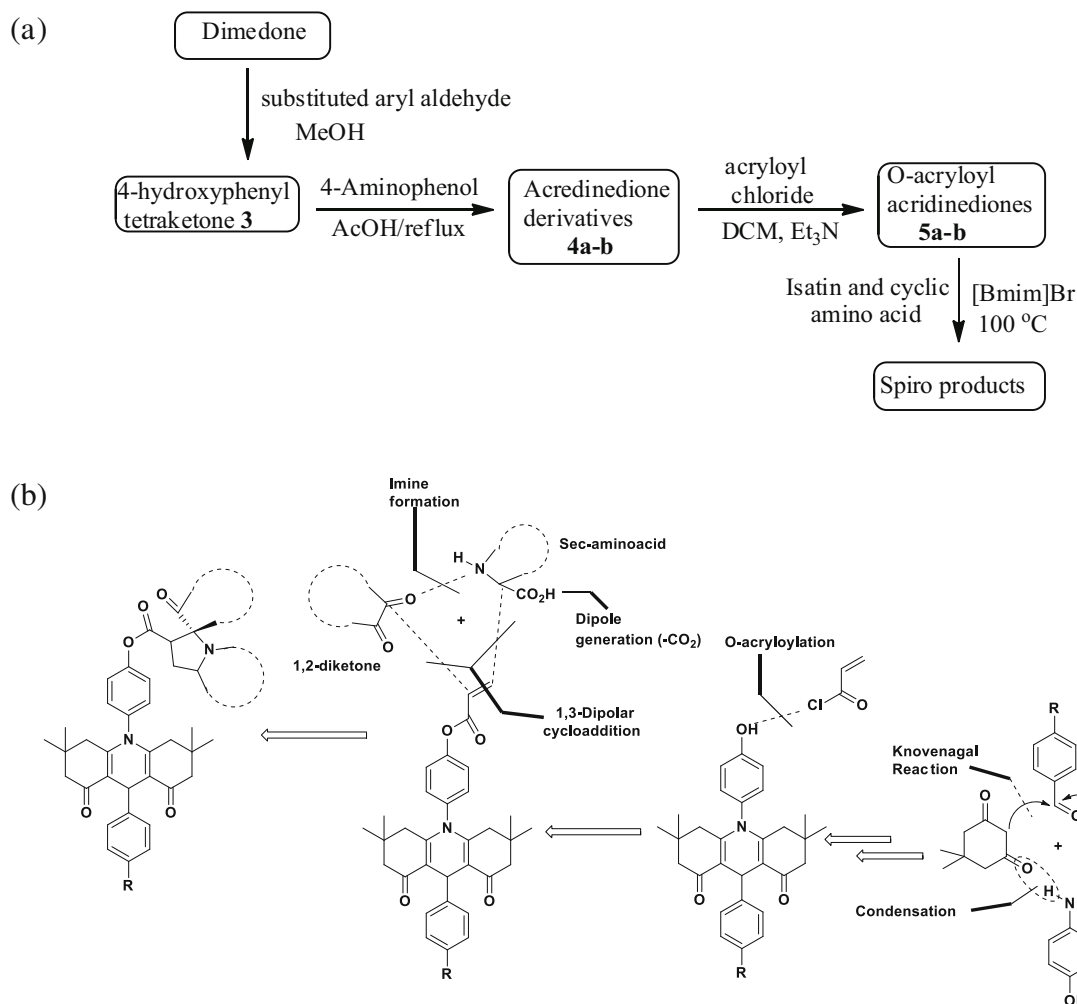 (a)
Dimedone
substituted aryl aldehyde
MeOH
4-hydroxyphenyl
tetraketone 3
4-Aminophenol
AcOH/reflux
Acredinedione
derivatives
4a-b
acryloyl
chloride
DCM, Et3N
O-acryloyl
acridinediones
5a-b
Isatin and cyclic
amino acid
[Bmim]Br
100 °C
Spiro products
(b)
Imine
formation
H
N
Sec-aminoacid
CO2H
O
O
+
Dipole
generation (-CO2)
1,2-diketone
1,3-Dipolar
cycloaddition
O
O
N
O
O
R
O
O
N
O
O
N
O
O
R
O-acryloylation
Cl
O
OH
N
O
O
R
R
Knovenagal
Reaction
O
O
+
O
H
N
Condensation
O